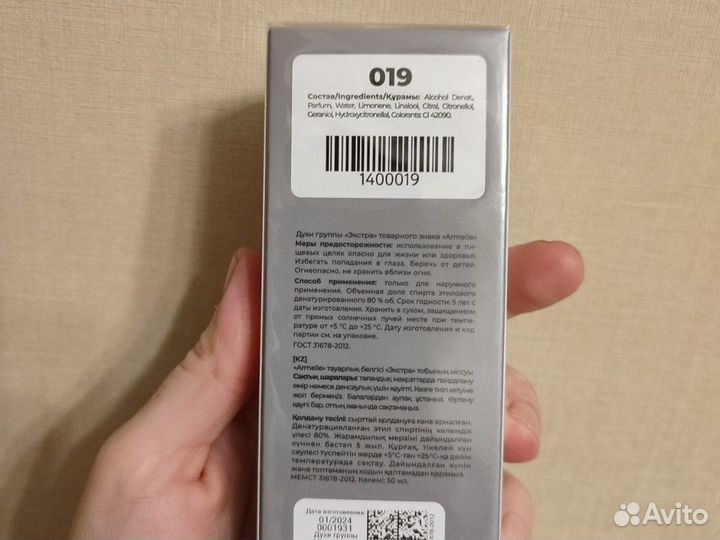 019
Состав/Ingredients/Құрамы: Alcohol Denat.,
Parfum, Water, Limonene, Linalool, Citral, Citronellol,
Geraniol, Hydroxycitronellal, Colorants: CI 42090.
1400019
Духи группы «Экстра» товарного знака «Armelle»
Меры предосторожности: использование в пи-
щевых целях опасно для жизни или здоровья.
Избегать попадания в глаза. Беречь от детей.
Огнеопасно, не хранить вблизи огня.
Способ применения: только для наружного
применения. Объемная доля спирта этилового
денатурированного 80 % об. Срок годности: 5 лет с
даты изготовления. Хранить в сухом, защищенном
от прямых солнечных лучей месте при темпе-
ратуре от +5 °С до +25 °С. Дату изготовления и код
партии см. на упаковке.
ГОСТ 31678-2012.
[KZ]
«Armelle» тауарлық белгісі «Экстра» тобының иіссуы
Сақтық шаралары: тағамдық мақсаттарда пайдалану
өмір немесе денсаулық үшін қауіпті. Көзге тиіп кетуіне
жол бермеңіз. Балалардан аулақ ұстаңыз. Өртену
қаупі бар, оттың жанында сақтамаңыз.
Қолдану тәсілі: сырттай қолдануға ғана арналған.
Денатурацияланған этил спиртінің көлемдік
үлесі 80%. Жарамдылық мерзімі дайындалған
күннен бастап 5 жыл. Құрғақ, тікелей күн
сәулесі түспейтін жерде +5°С-тан +25°С-қа дейін
температурада сақтау. Дайындалған күнін
және топтаманың кодын қаптамадан қараңыз.
МЕМСТ 31678-2012. Көлемі: 50 мл.
Дата изготовления
01/2024
0001931
Духи группы
678-2012
Avito